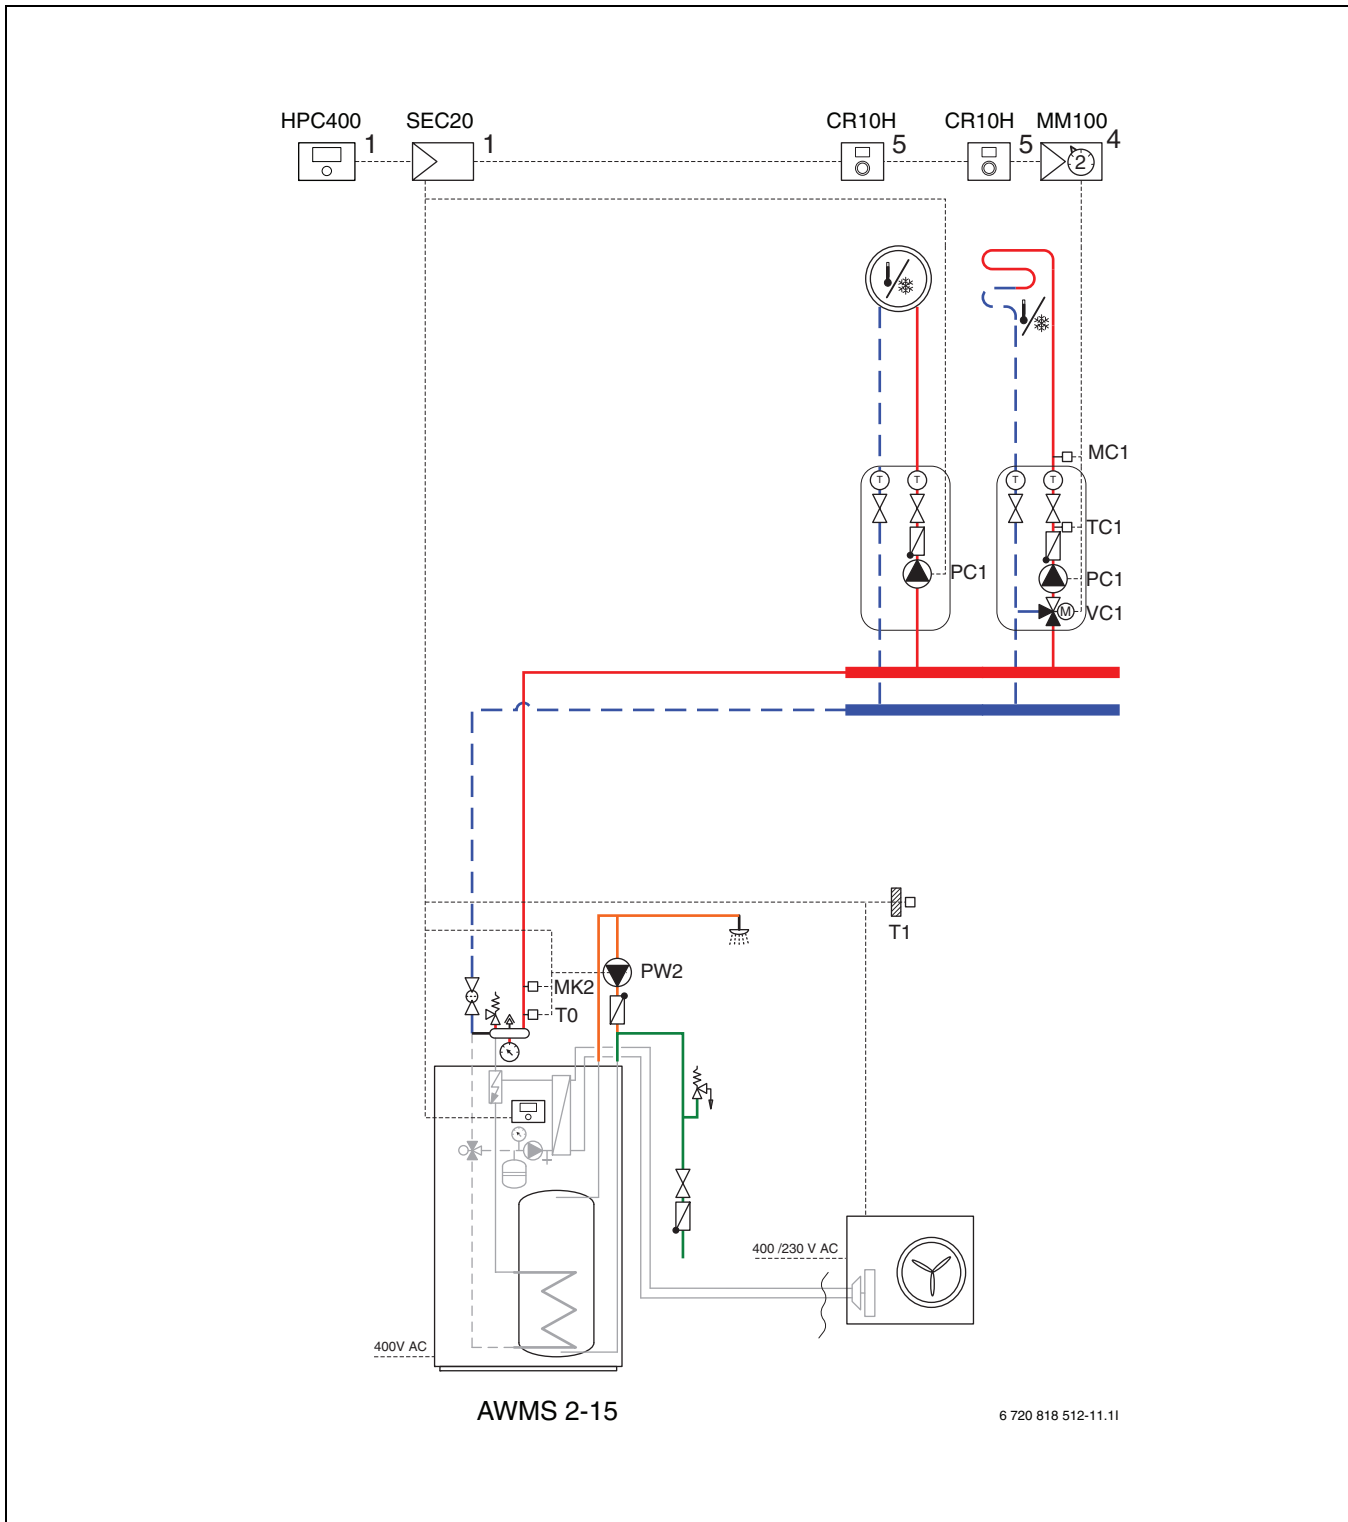 HPC400 SEC20 CR10H CR10H MM100
1 1 5 5 4
2
MC1
T T T T
TC1
PC1 PC1
M VC1
T1
PW2
MK2
T0
400 /230 V AC
400V AC
AWMS 2-15
6 720 818 512-11.1I